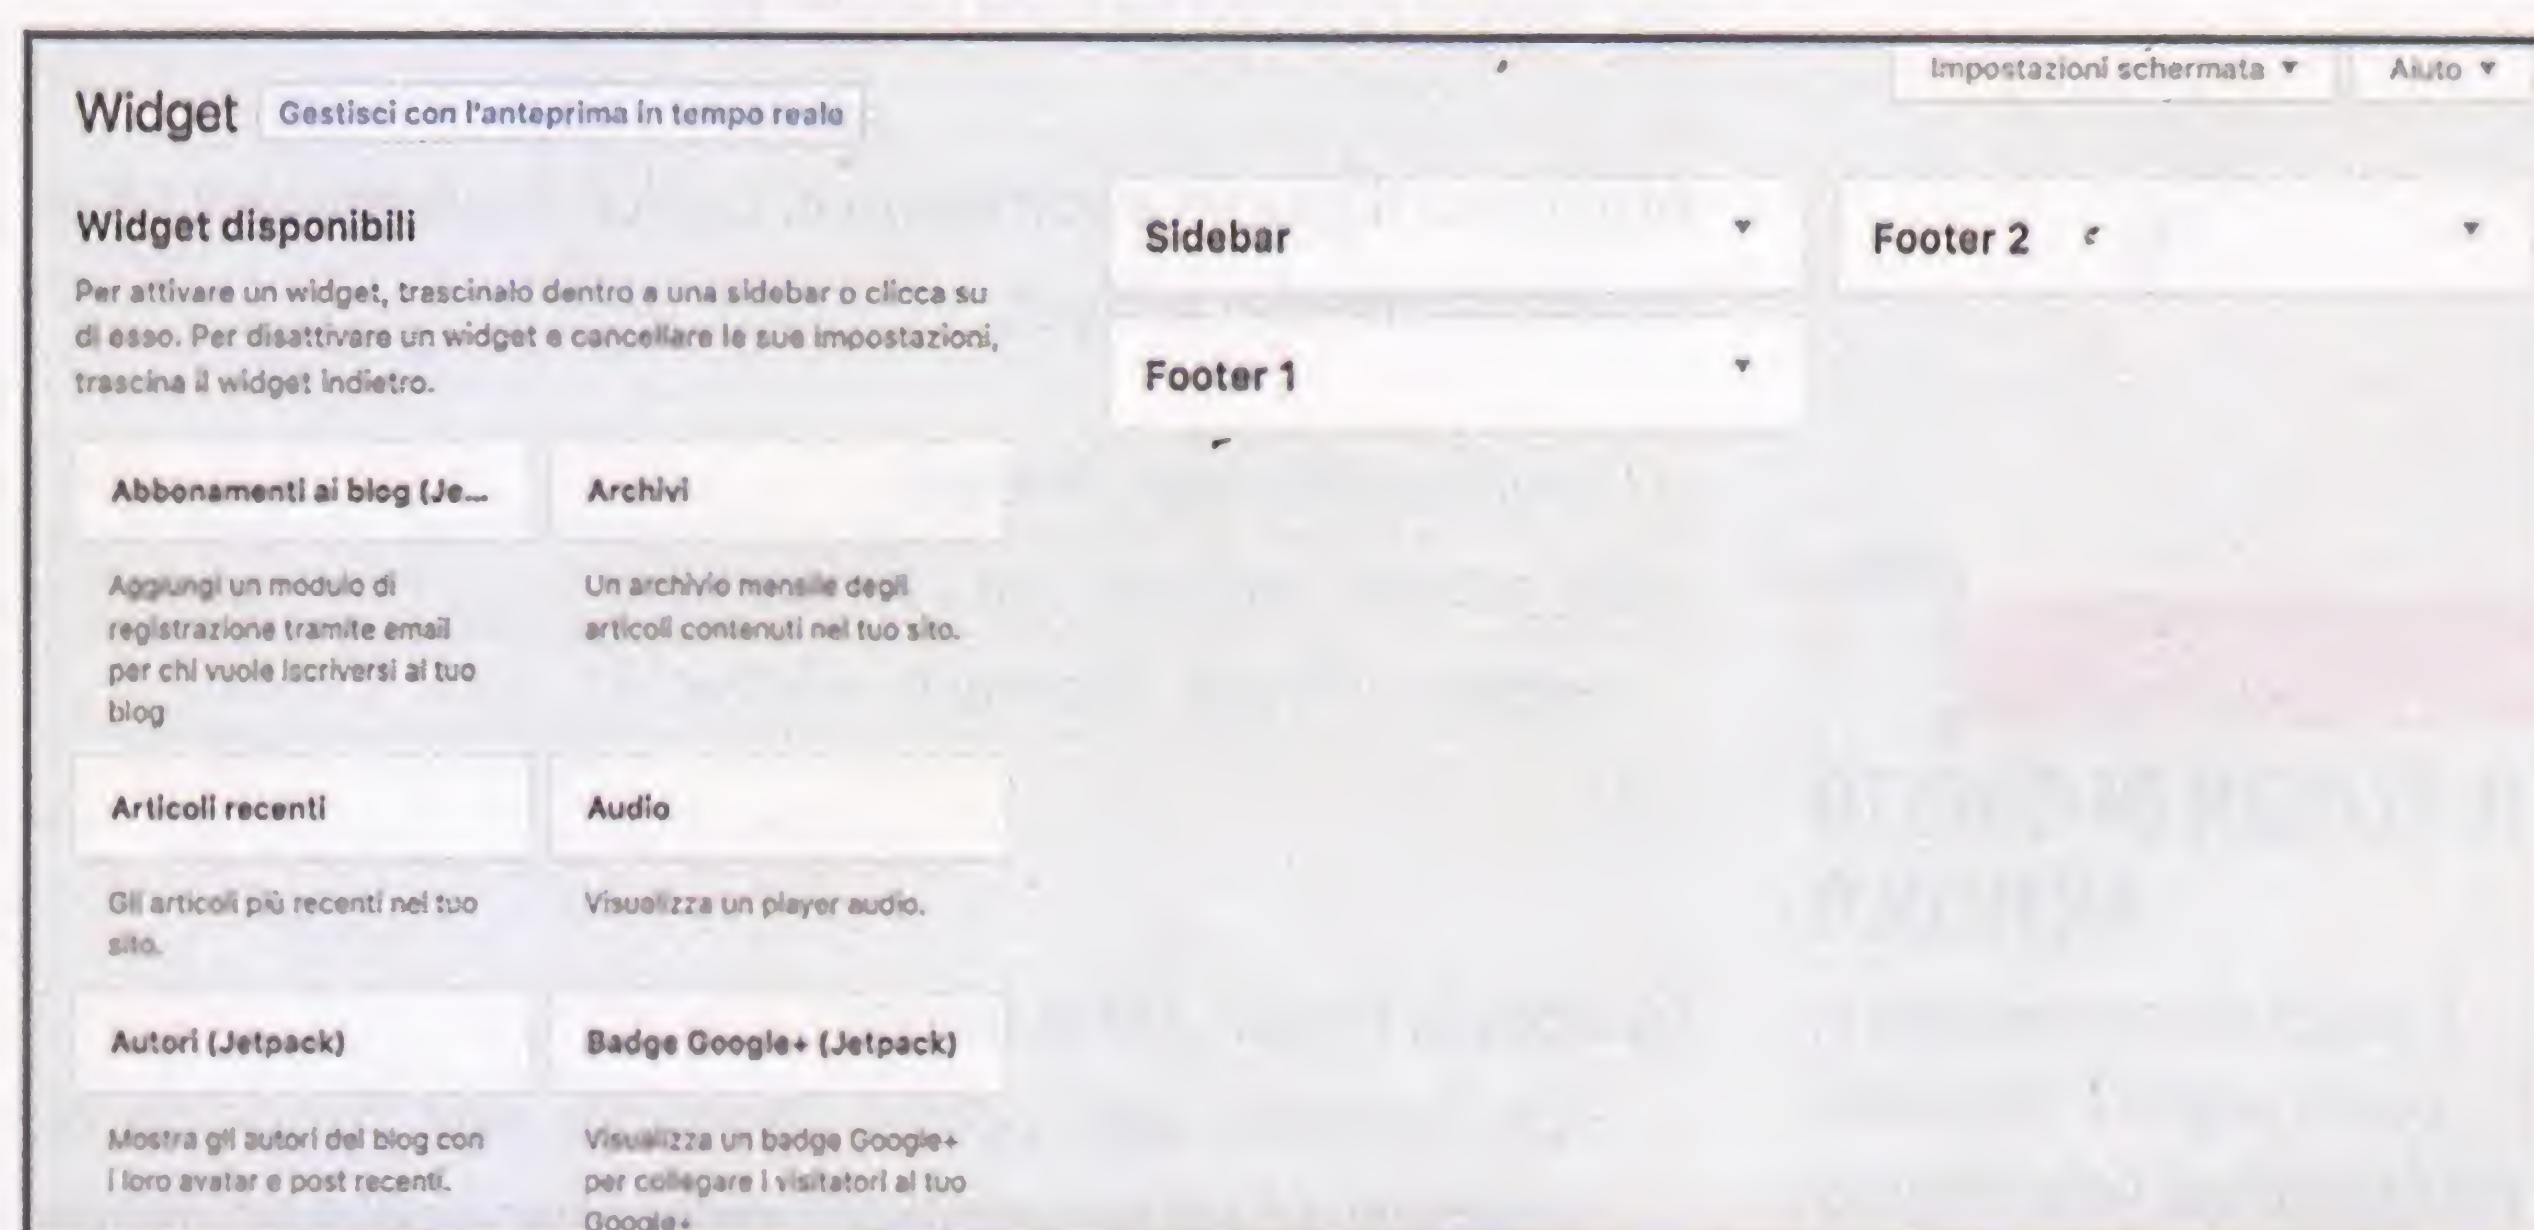 Impostazioni schermata ▼
Aiuto ▼
Widget
Gestisci con l'anteprima in tempo reale
Widget disponibili
Per attivare un widget, trascinalo dentro a una sidebar o clicca su
di esso. Per disattivare un widget e cancellare le sue impostazioni,
trascina il widget indietro.
Sidebar ▼
Footer 1 ▼
Footer 2 ▼
Abbonamenti ai blog (Je...
Aggiungi un modulo di
registrazione tramite email
per chi vuole iscriversi al tuo
blog
Archivi
Un archivio mensile degli
articoli contenuti nel tuo sito.
Articoli recenti
Gli articoli più recenti nel tuo
sito.
Audio
Visualizza un player audio.
Autori (Jetpack)
Mostra gli autori del blog con
i loro avatar e post recenti.
Badge Google+ (Jetpack)
Visualizza un badge Google+
per collegare i visitatori al tuo
Google+